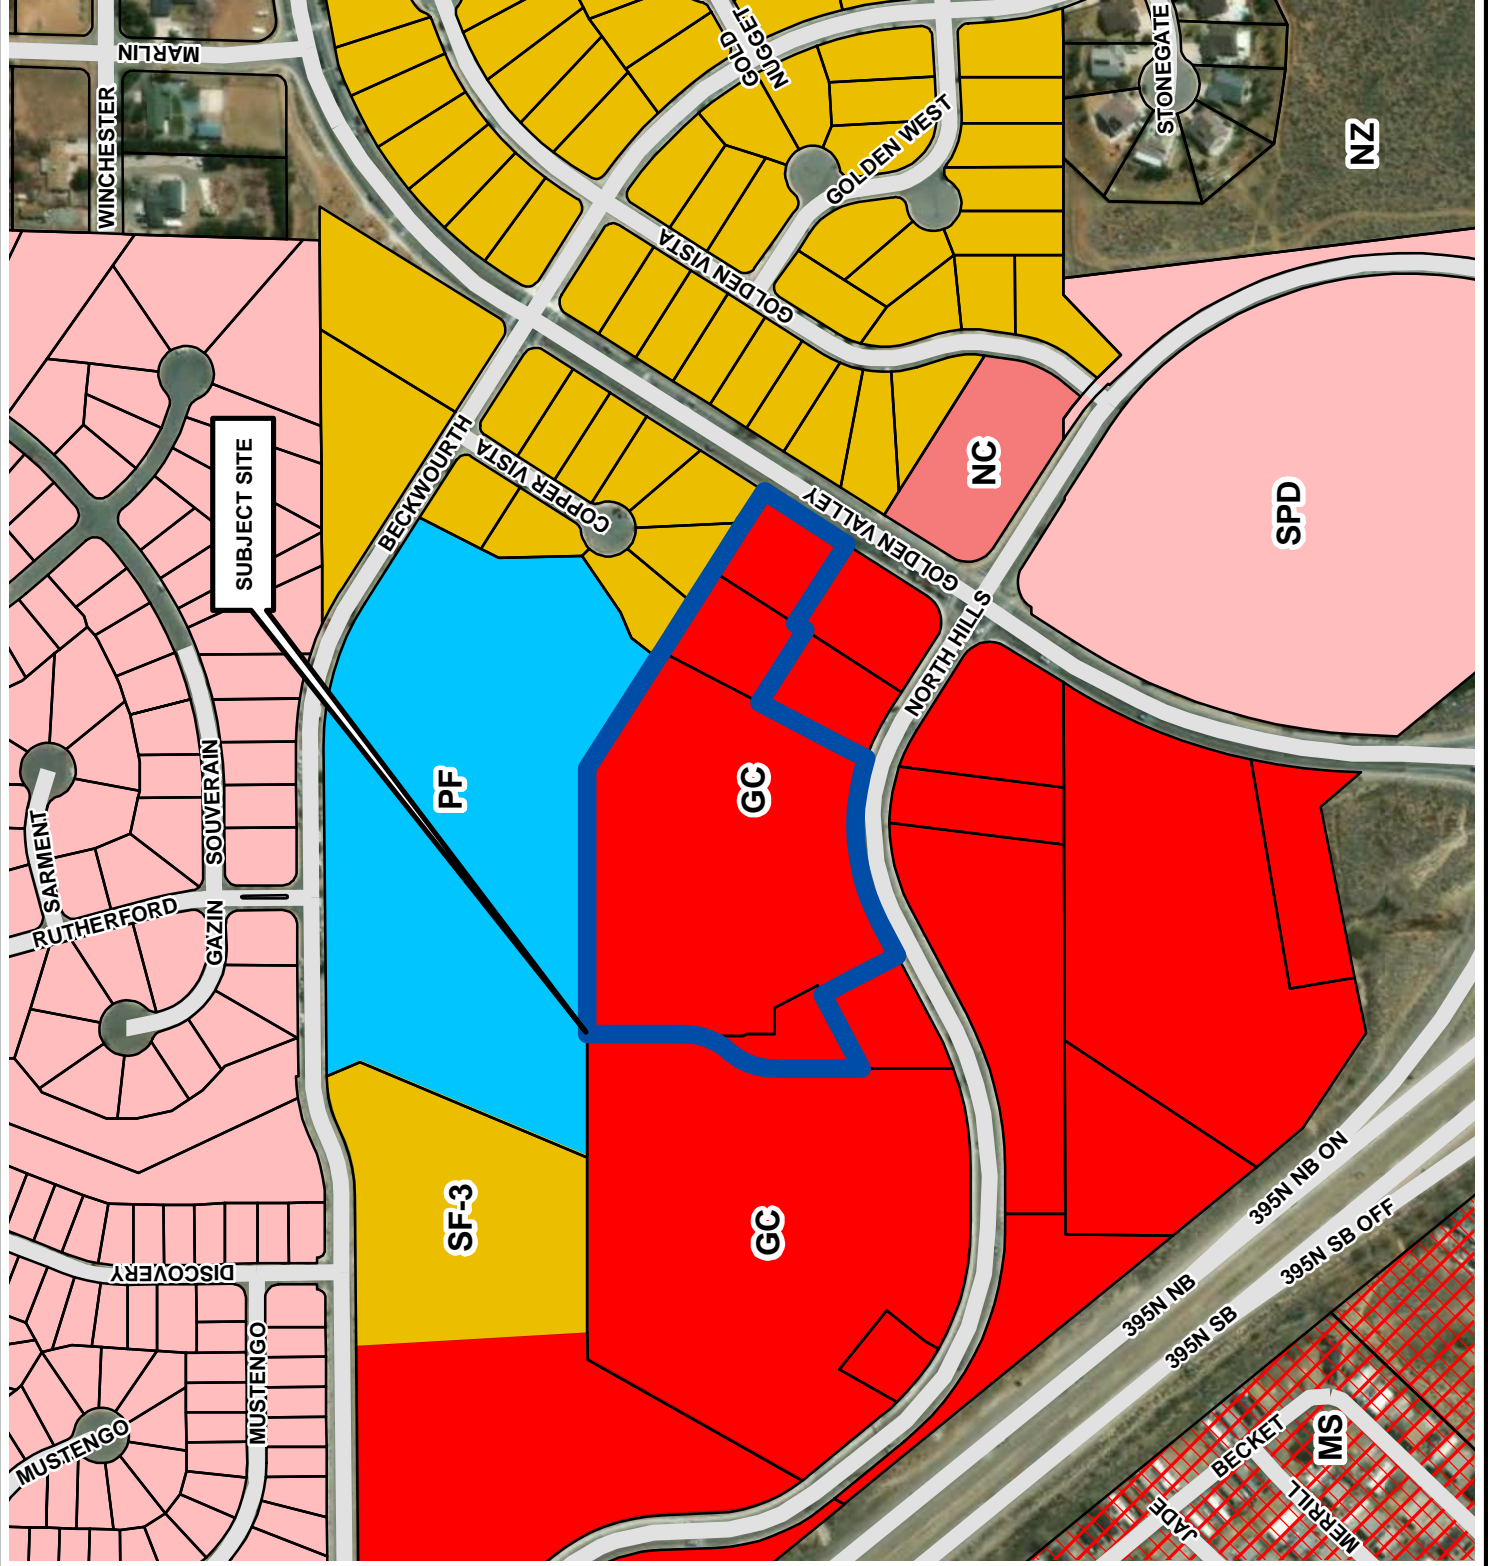 MARLIN
WINCHESTER
GOLD
NUGGET
STONEGATE
NZ
GOLDEN WEST
GOLDEN VISTA
SUBJECT SITE
BECKWOURTH
COPPER VISTA
GOLDEN VALLEY
NC
SPD
NORTH HILLS
PF
GC
SOUVERAIN
SARMENT
RUTHERFORD
GAZIN
SF-3
GC
DISCOVERY
MUSTENGO
MUSTENGO
395N NB ON
395N SB OFF
395N NB
395N SB
BECKET
MS
JADE
MERRILL